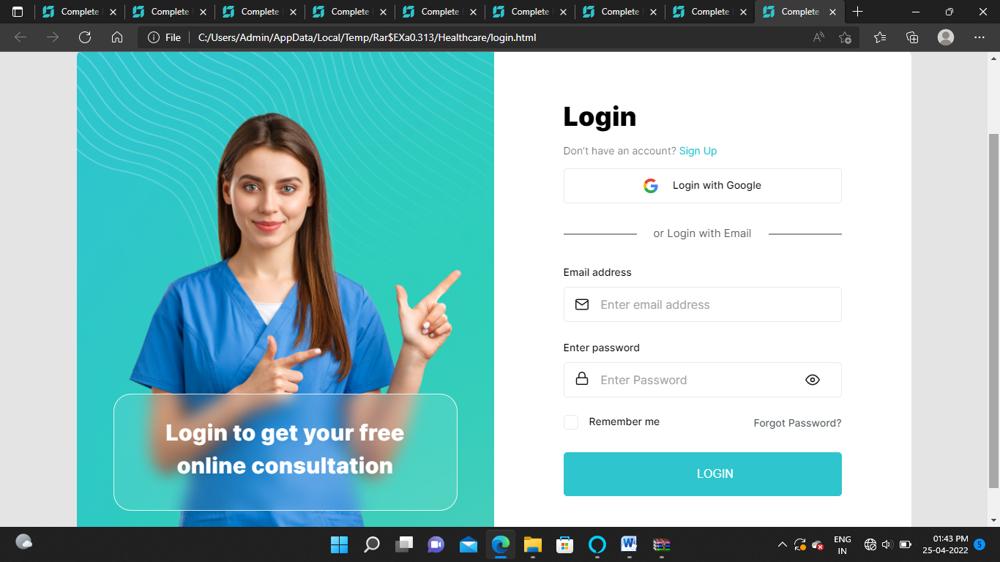 Complete
Complete
Complete
Complete
Complete
Complete
Complete
Complete
Complete
File
C:/Users/Admin/AppData/Local/Temp/Rar$EXa0.313/Healthcare/login.html
Login
Don't have an account? Sign Up
Login with Google
or Login with Email
Email address
Enter email address
Enter password
Enter Password
Remember me
Forgot Password?
LOGIN
Login to get your free
online consultation
ENG
IN
01:43 PM
25-04-2022
5